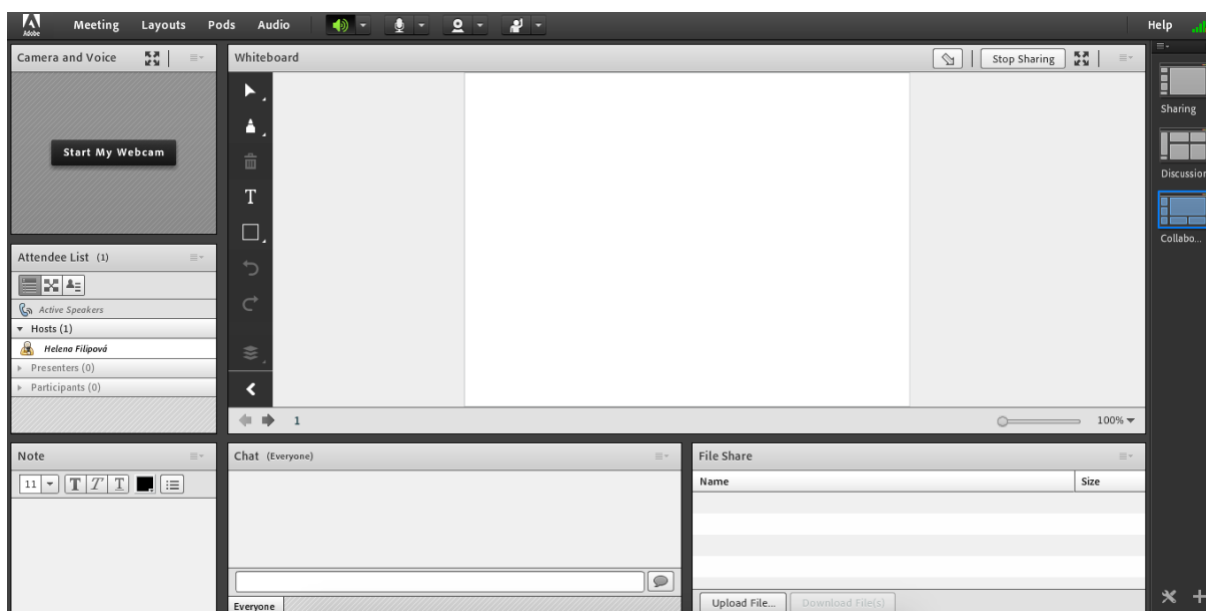 Adobe Meeting Layouts Pods Audio Help
Camera and Voice
Start My Webcam
Attendee List (1)
Active Speakers
Hosts (1)
Helena Filipová
Presenters (0)
Participants (0)
Note
11 T T T
Whiteboard Stop Sharing
T
1 100%
Chat (Everyone)
Everyone
File Share
Name Size
Upload File... Download File(s)
Sharing
Discussion
Collabo...